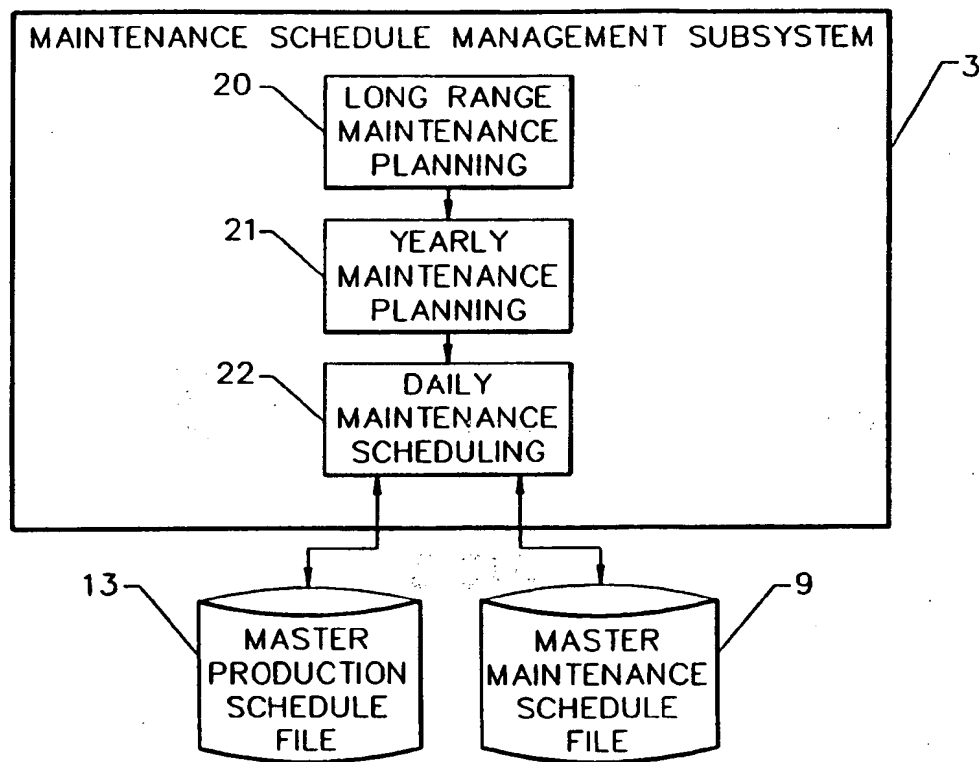 MAINTENANCE SCHEDULE MANAGEMENT SUBSYSTEM
20
LONG RANGE
MAINTENANCE
PLANNING
3
21
YEARLY
MAINTENANCE
PLANNING
22
DAILY
MAINTENANCE
SCHEDULING
13
MASTER
PRODUCTION
SCHEDULE
FILE
9
MASTER
MAINTENANCE
SCHEDULE
FILE